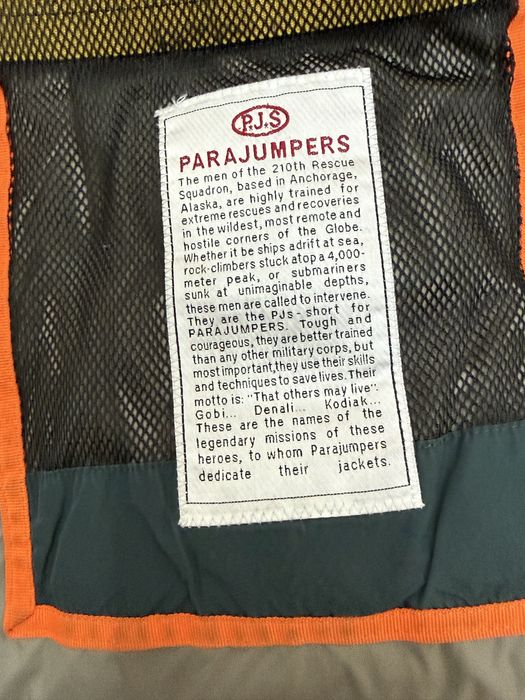 P.J.S
PARAJUMPERS
The men of the 210th Rescue
Squadron, based in Anchorage,
Alaska, are highly trained for
extreme rescues and recoveries
in the wildest, most remote and
hostile corners of the Globe.
Whether it be ships adrift at sea,
rock-climbers stuck atop a 4,000-
meter peak, or submariners
sunk at unimaginable depths,
these men are called to intervene.
They are the PJs - short for
PARAJUMPERS. Tough and
courageous, they are better trained
than any other military corps, but
most important,they use their skills
and techniques to save lives. Their
motto is: "That others may live".
Gobi... Denali... Kodiak...
These are the names of the
legendary missions of these
heroes, to whom Parajumpers
dedicate their jackets.